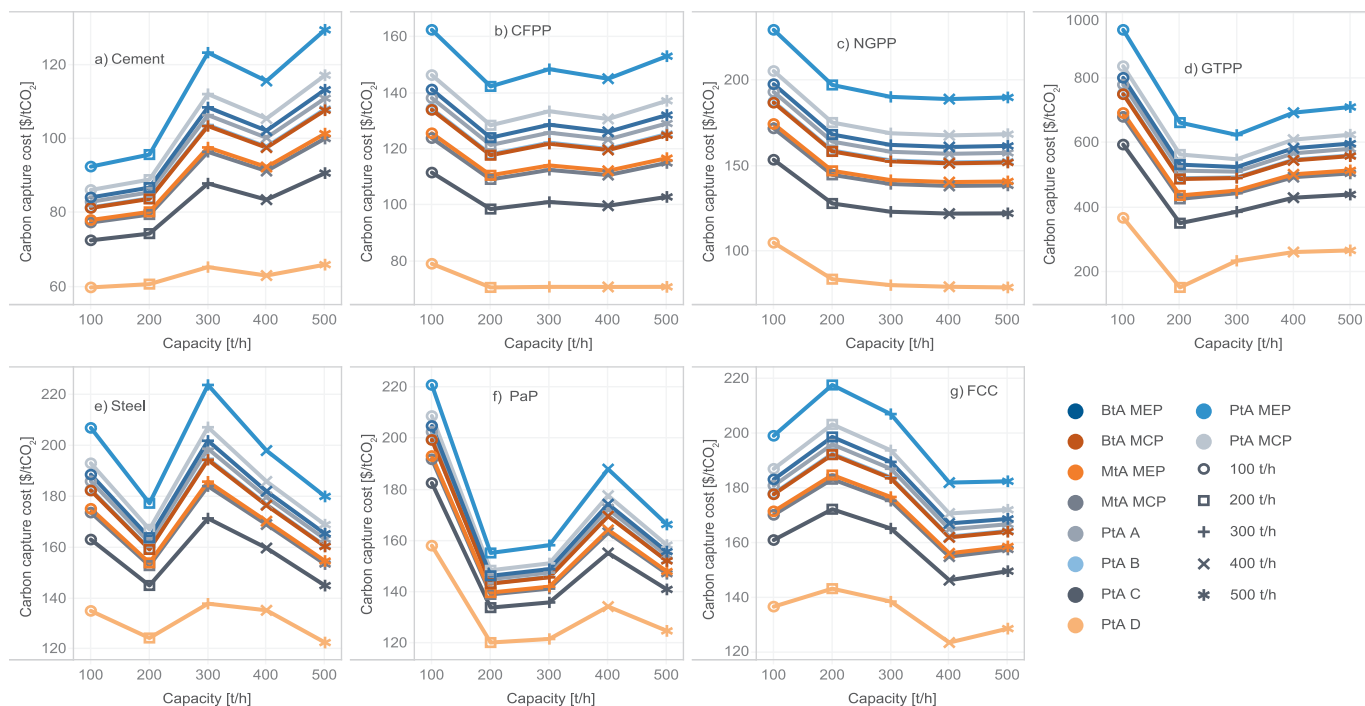 a) Cement
Carbon capture cost [$/tCO2]
120
100
80
60
100 200 300 400 500
Capacity [t/h]
b) CFPP
Carbon capture cost [$/tCO2]
160
140
120
100
80
100 200 300 400 500
Capacity [t/h]
c) NGPP
Carbon capture cost [$/tCO2]
200
150
100
100 200 300 400 500
Capacity [t/h]
d) GTPP
Carbon capture cost [$/tCO2]
1000
800
600
400
200
100 200 300 400 500
Capacity [t/h]
e) Steel
Carbon capture cost [$/tCO2]
220
200
180
160
140
120
100 200 300 400 500
Capacity [t/h]
f) PaP
Carbon capture cost [$/tCO2]
220
200
180
160
140
120
100 200 300 400 500
Capacity [t/h]
g) FCC
Carbon capture cost [$/tCO2]
220
200
180
160
140
120
100 200 300 400 500
Capacity [t/h]
BtA MEP
BtA MCP
MtA MEP
MtA MCP
PtA A
PtA B
PtA C
PtA D
PtA MEP
PtA MCP
100 t/h
200 t/h
300 t/h
400 t/h
500 t/h